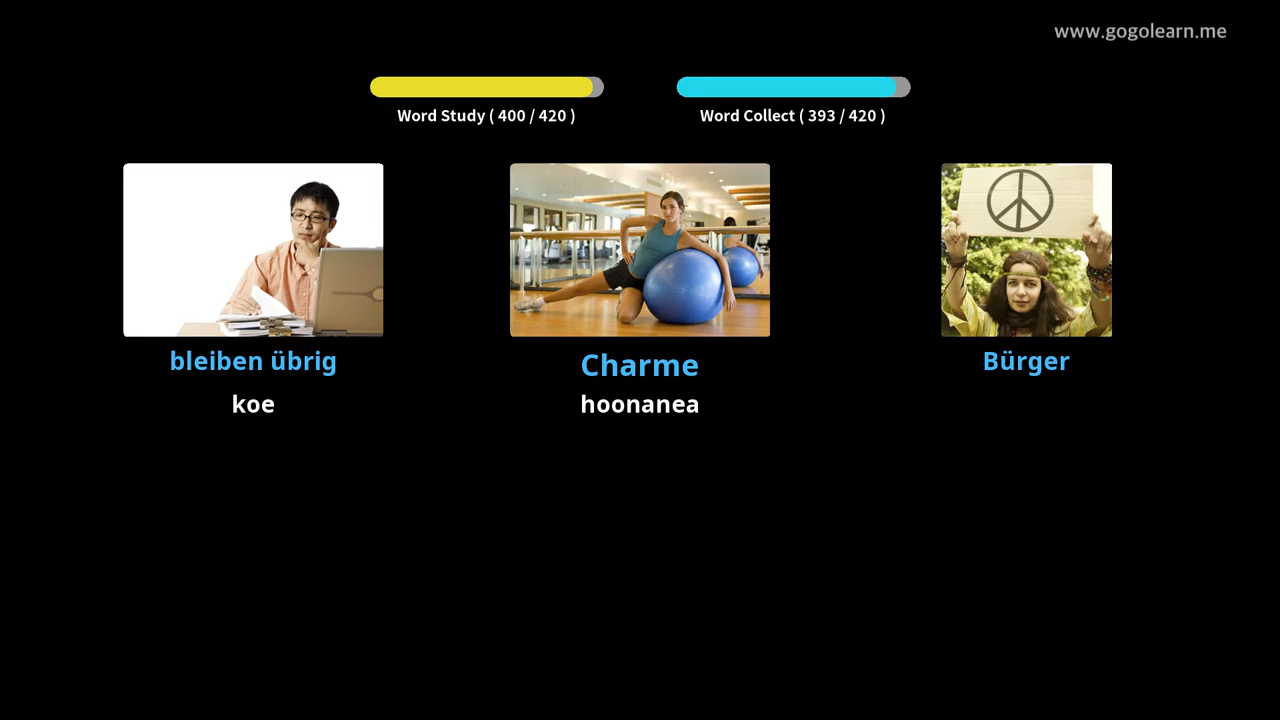 www.gogolearn.me
Word Study ( 400 / 420 )
Word Collect ( 393 / 420 )
bleiben übrig
Charme
Bürger
koe
hoonanea